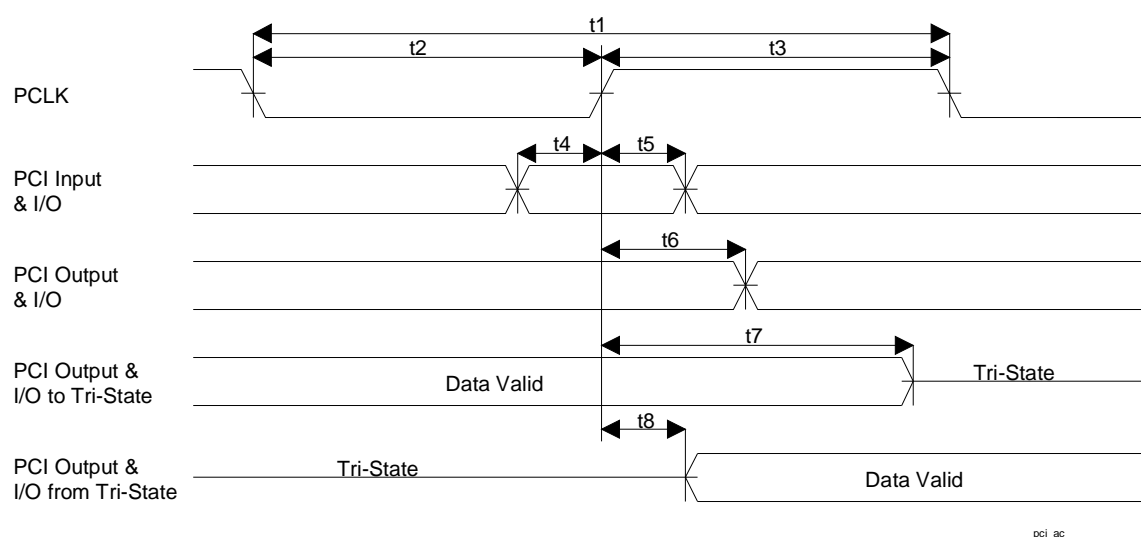 t1
t2
t3
PCLK
t4
t5
PCI Input
& I/O
t6
PCI Output
& I/O
t7
PCI Output &
I/O to Tri-State
Data Valid
Tri-State
t8
PCI Output &
I/O from Tri-State
Tri-State
Data Valid
pci_ac